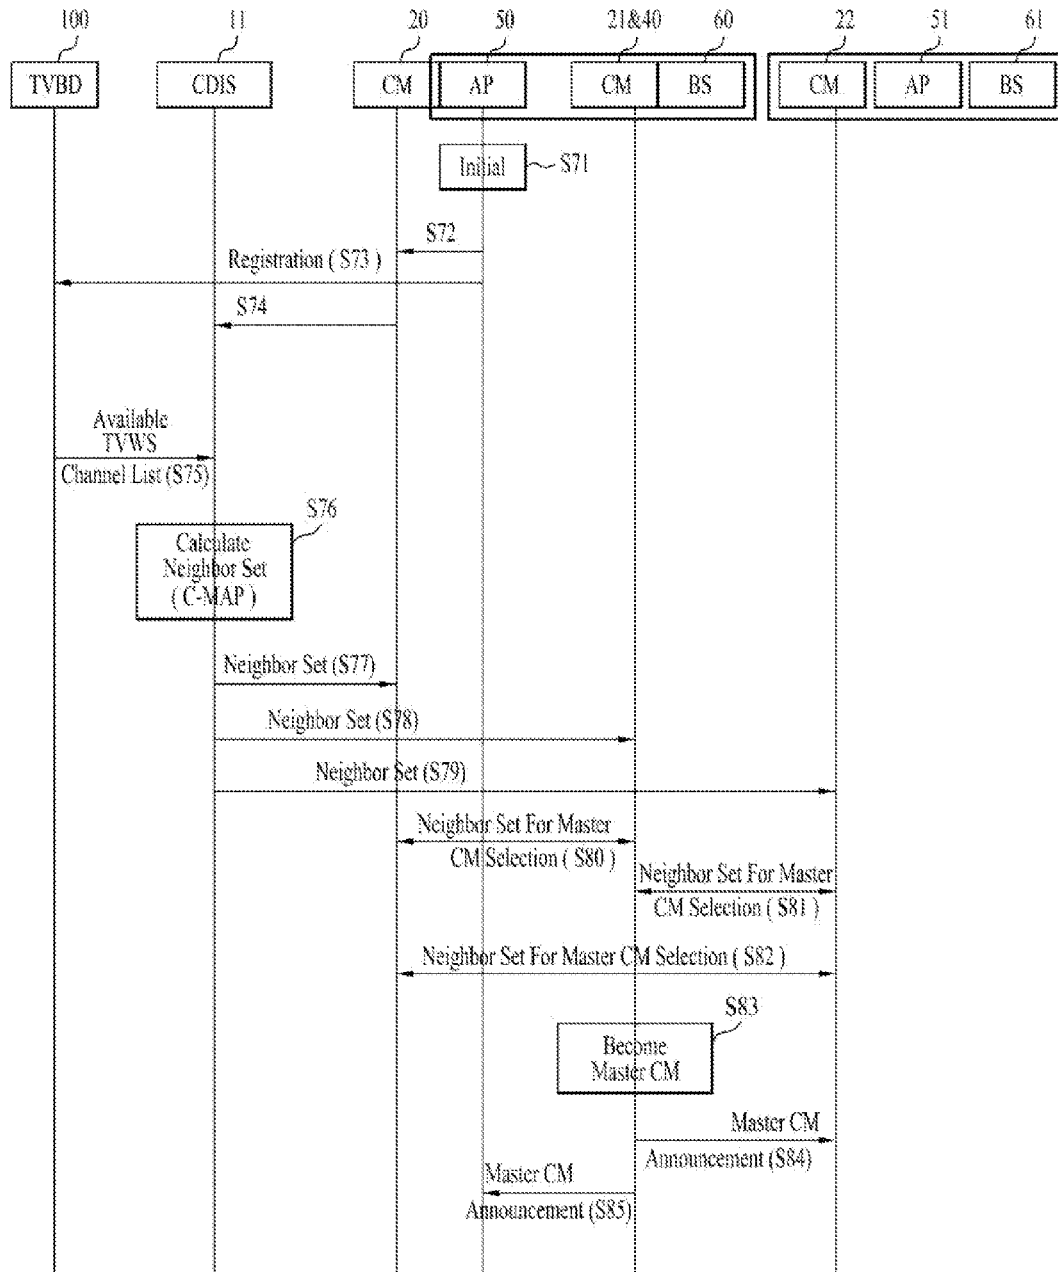 100
11
20
50
21&40
60
22
51
61
TVBD
CDIS
CM
AP
CM
BS
CM
AP
BS
Initial
S71
S72
Registration ( S73 )
S74
Available
TVWS
Channel List (S75)
S76
Calculate
Neighbor Set
( C-MAP )
Neighbor Set (S77)
Neighbor Set (S78)
Neighbor Set (S79)
Neighbor Set For Master
CM Selection ( S80 )
Neighbor Set For Master
CM Selection ( S81 )
Neighbor Set For Master CM Selection ( S82 )
S83
Become
Master CM
Master CM
Announcement (S84)
Master CM
Announcement (S85)